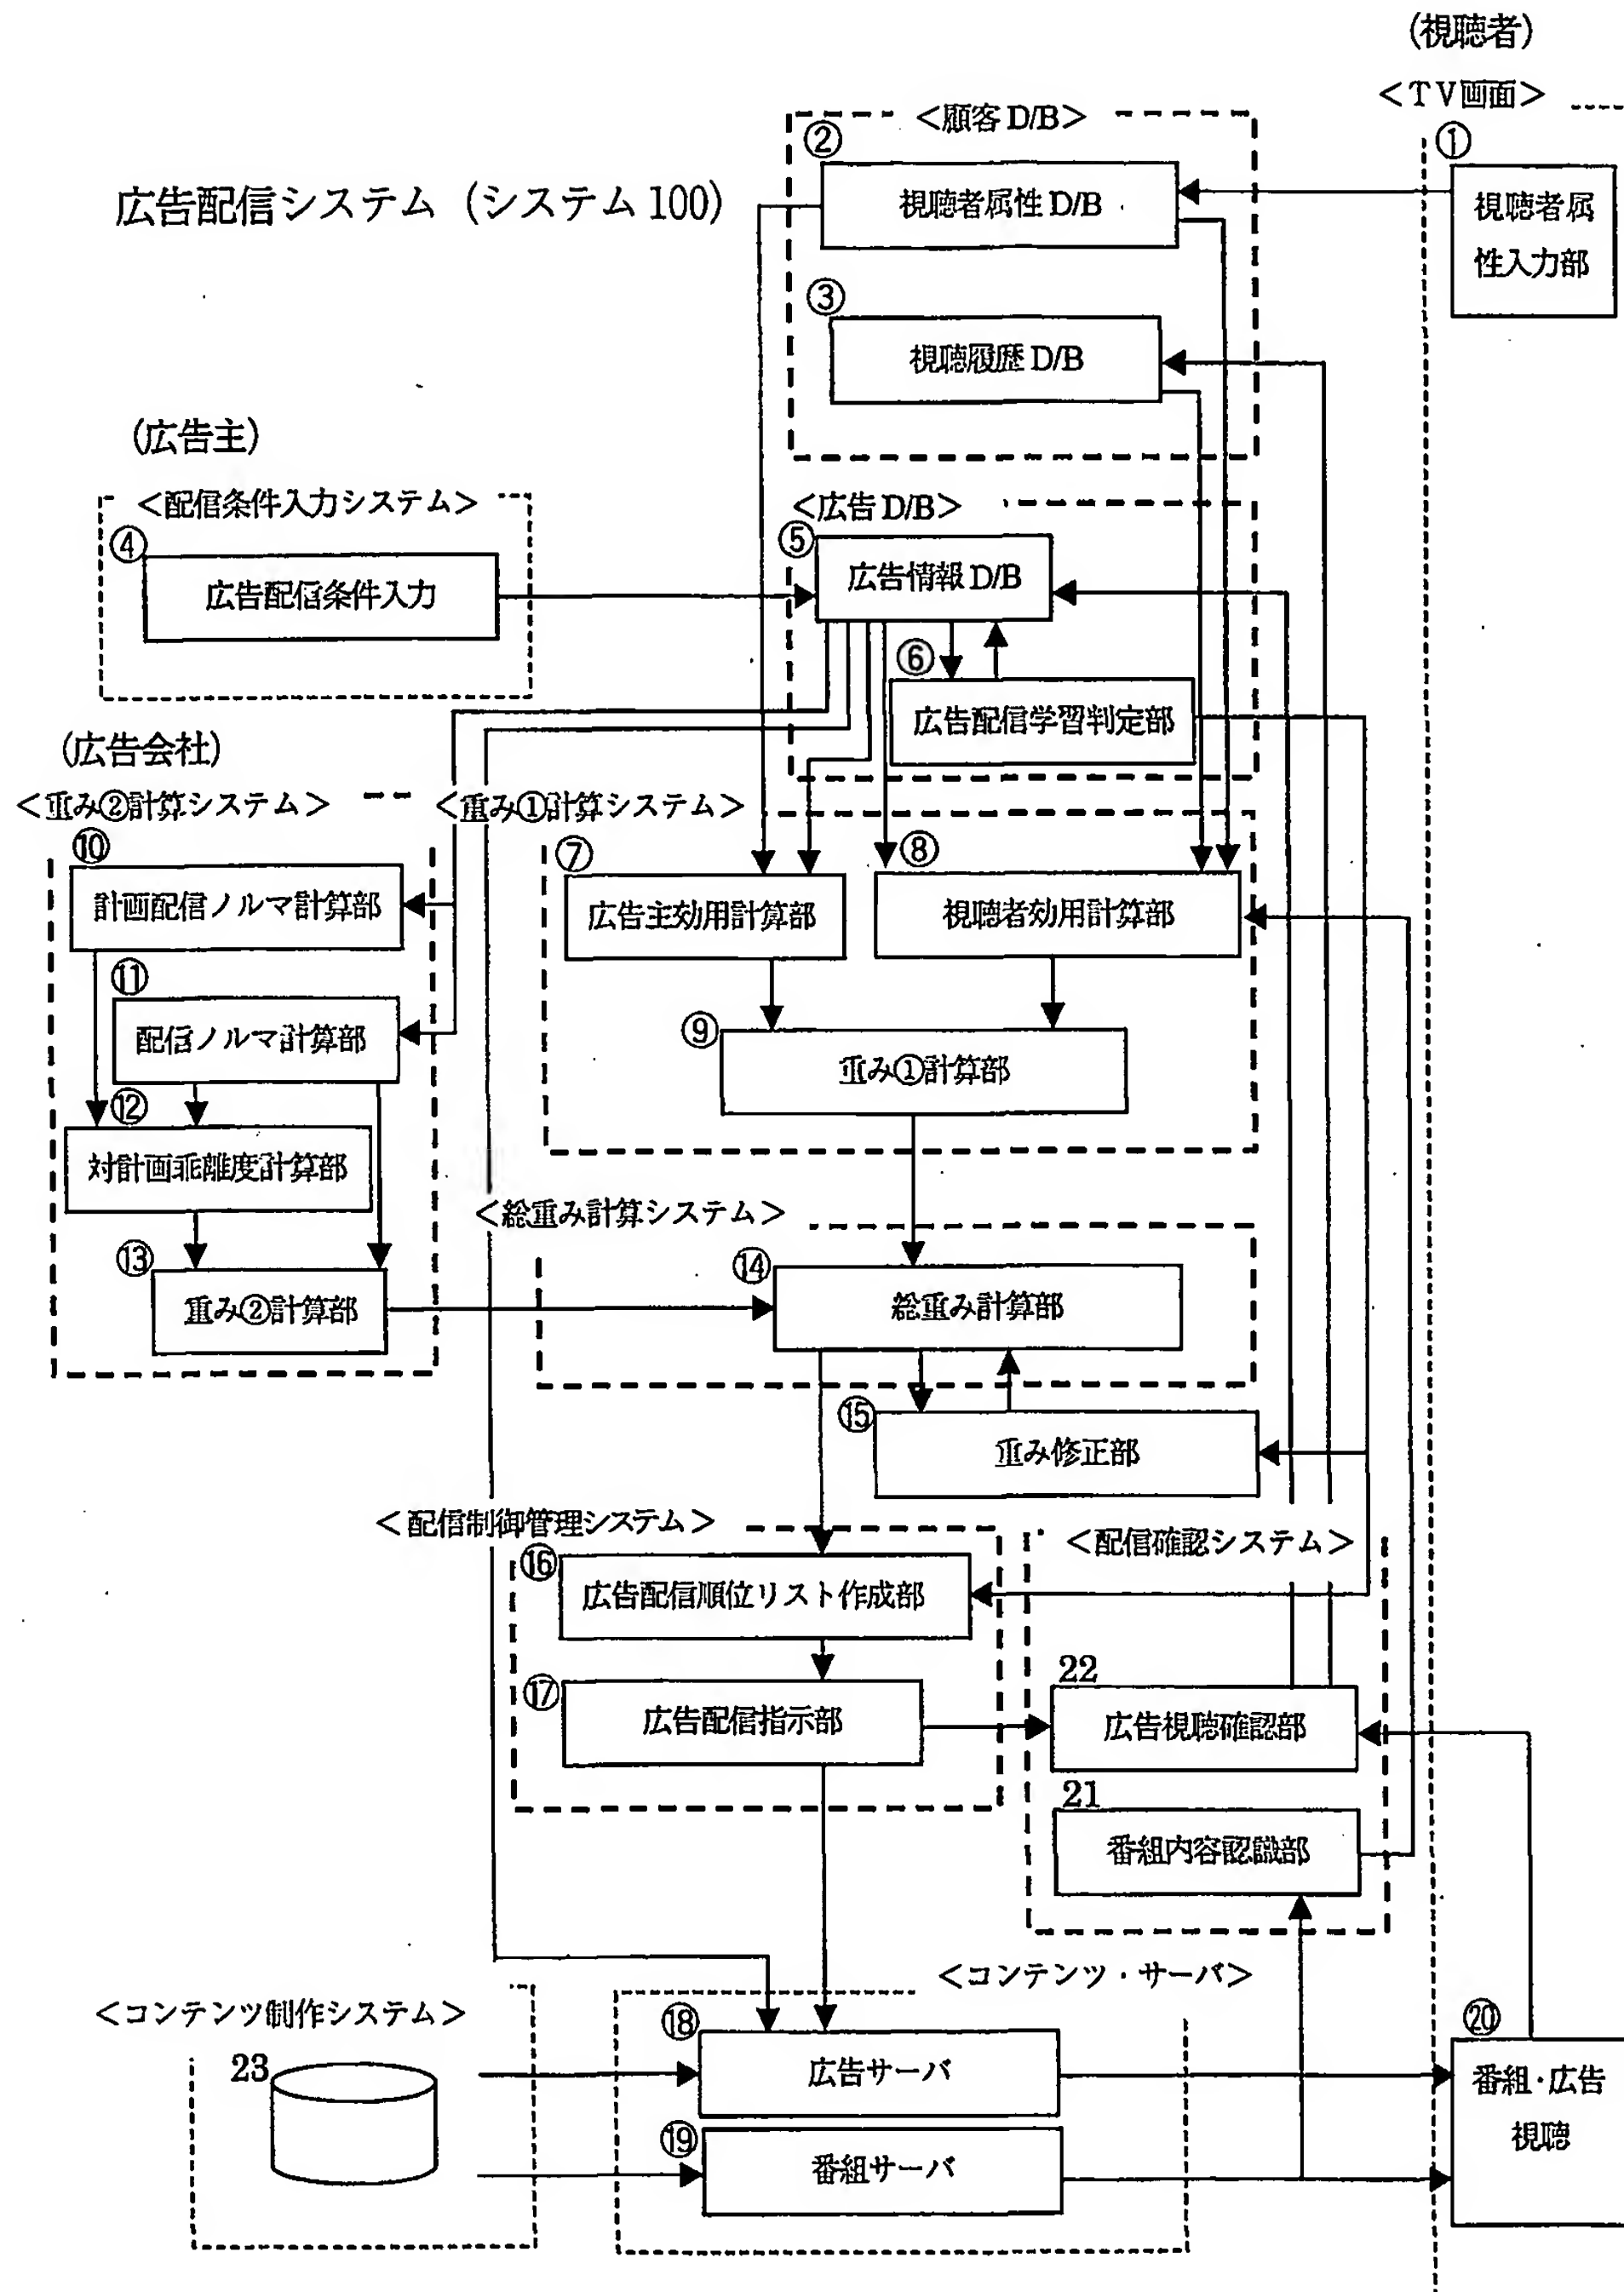 (視聴者)
<TV画面>
<顧客 D/B>
①
②
広告配信システム (システム 100)
視聴者属性 D/B
視聴者属
性入力部
③
視聴履歴 D/B
(広告主)
<配信条件入力システム>
<広告 D/B>
④
⑤
広告配信条件入力
広告情報 D/B
⑥
広告配信学習判定部
(広告会社)
<重み②計算システム>
<重み①計算システム>
⑩
⑦
⑧
計画配信ノルマ計算部
広告主効用計算部
視聴者効用計算部
⑪
配信ノルマ計算部
⑨
重み①計算部
⑫
対計画乖離度計算部
<総重み計算システム>
⑬
⑭
重み②計算部
総重み計算部
⑮
重み修正部
<配信制御管理システム>
<配信確認システム>
⑯
広告配信順位リスト作成部
⑰
22
広告配信指示部
広告視聴確認部
21
番組内容認識部
<コンテンツ・サーバ>
<コンテンツ制作システム>
⑱
⑳
23
広告サーバ
番組・広告
視聴
⑲
番組サーバ